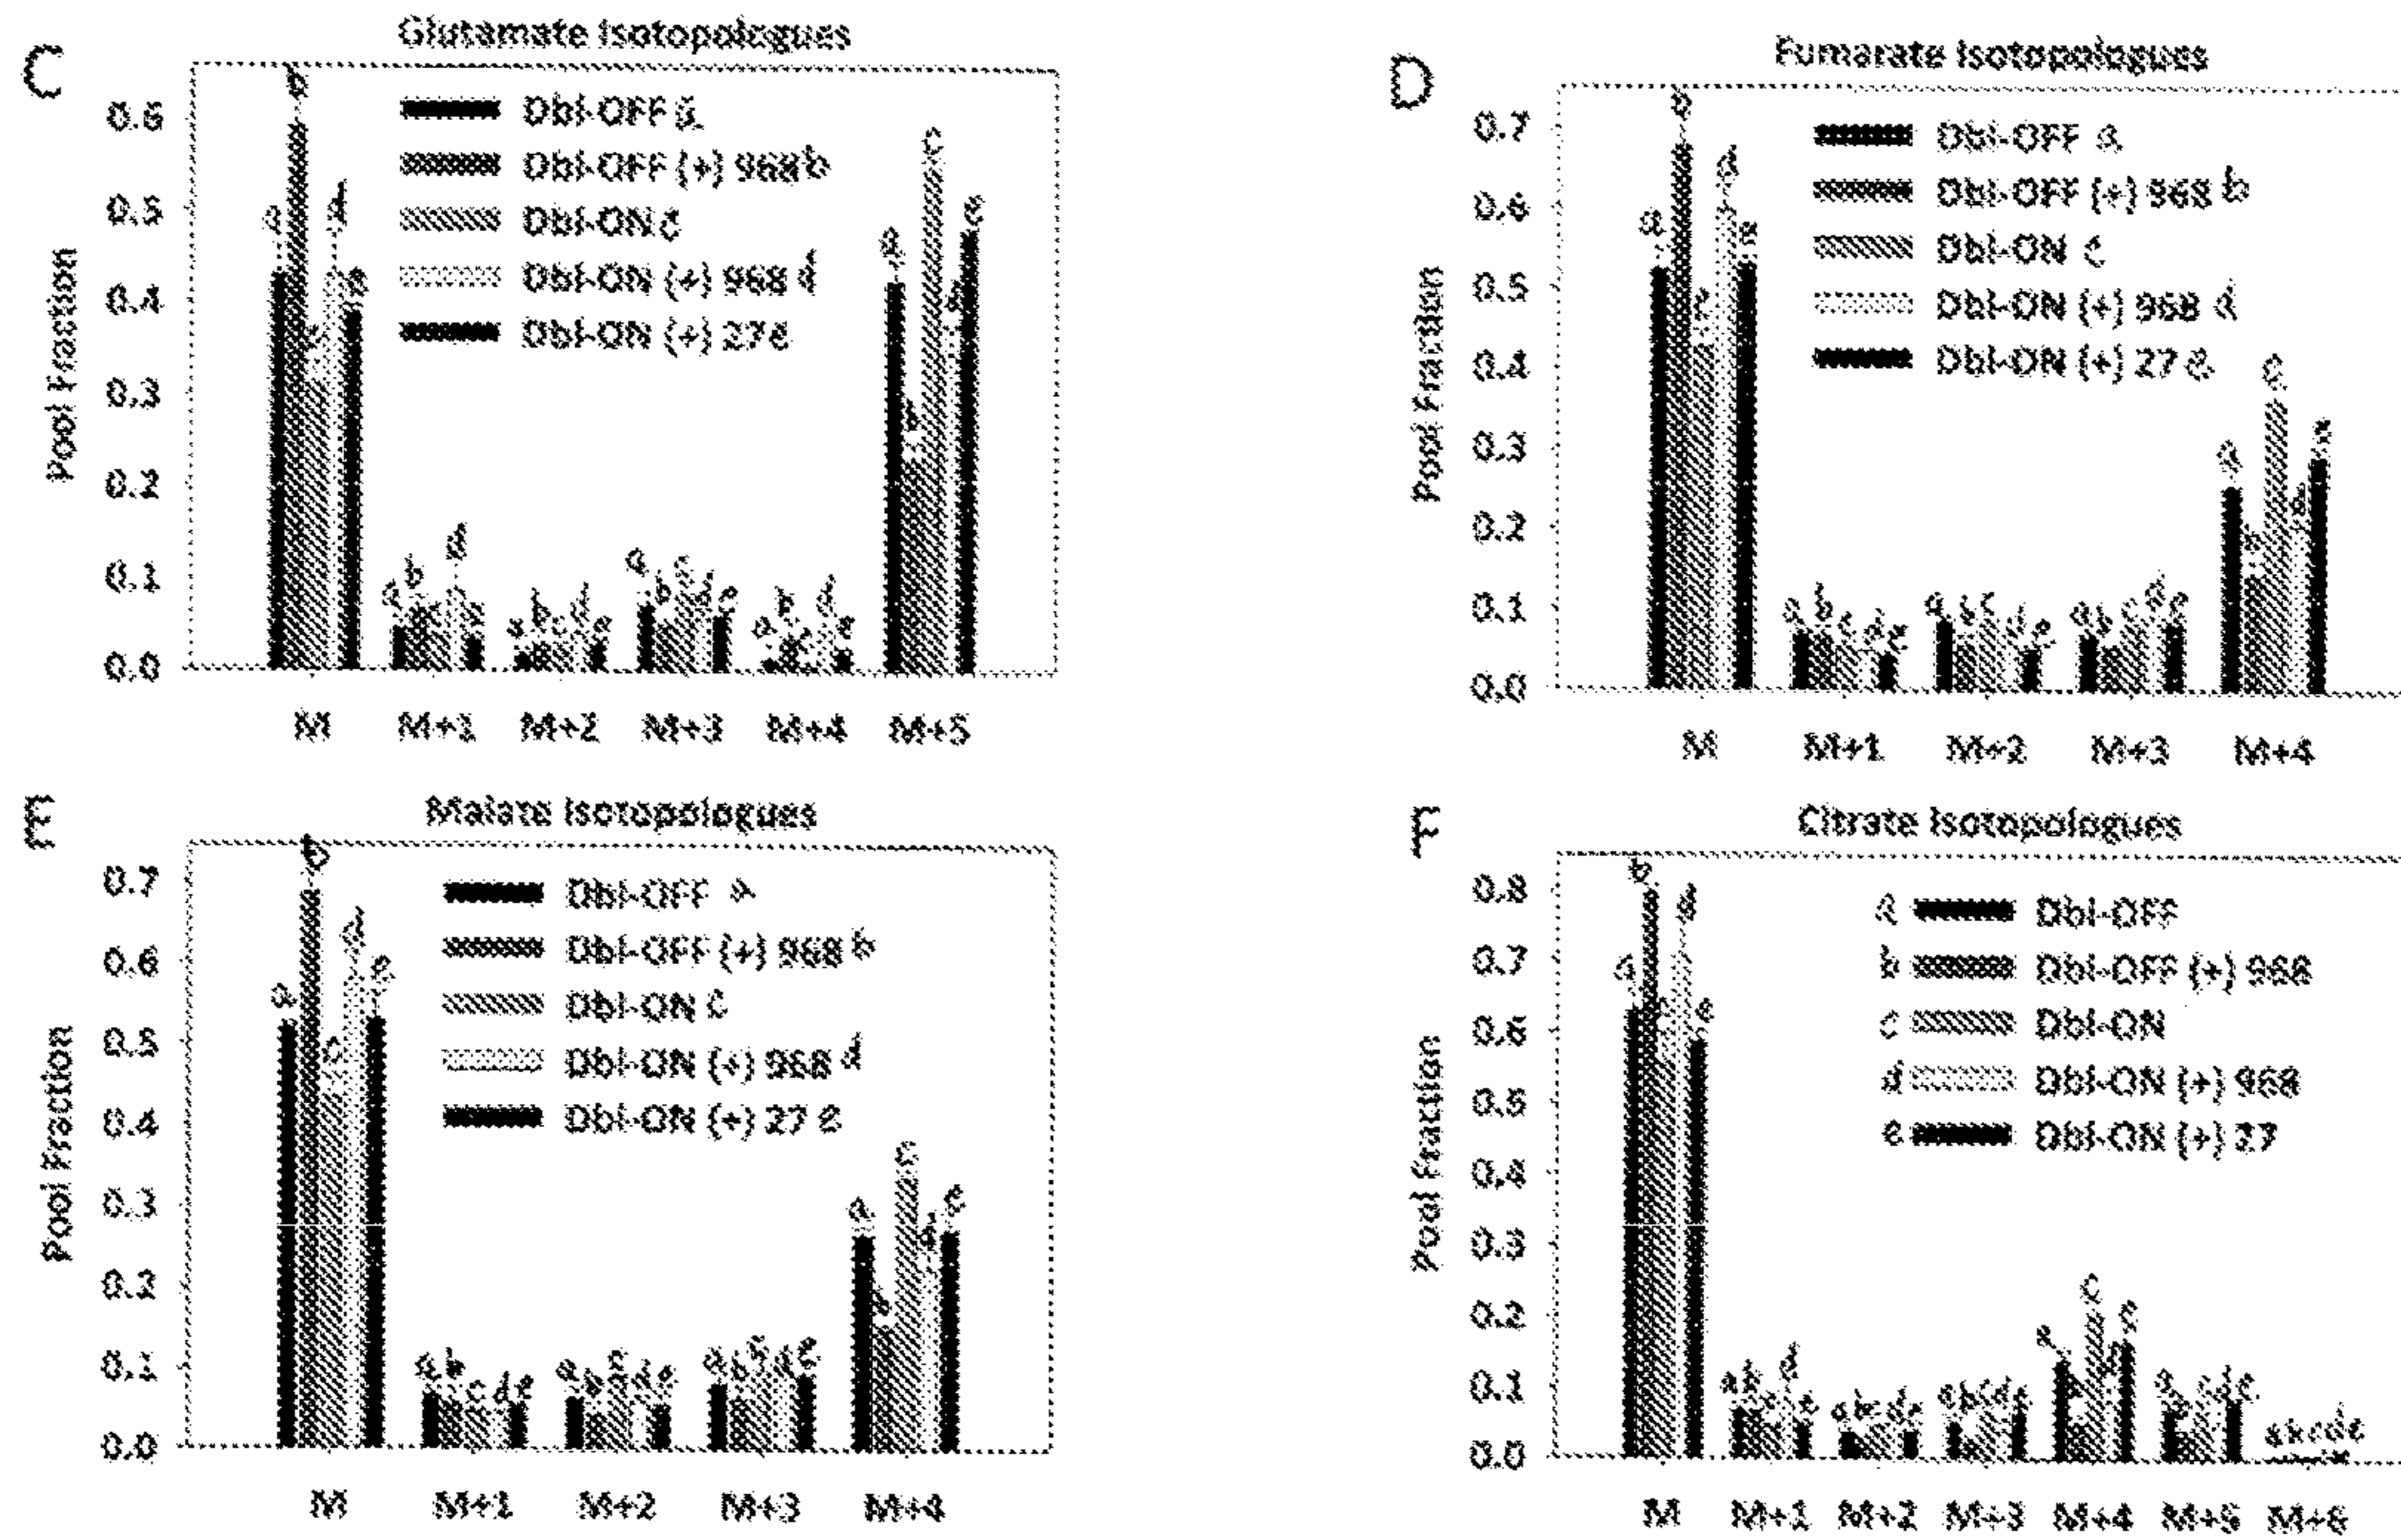 C
Glutamate Isotopologues
Pool Fraction
0.6
0.5
0.4
0.3
0.2
0.1
0.0
Dbl-OFF a
Dbl-OFF (+) 968 b
Dbl-ON c
Dbl-ON (+) 968 d
Dbl-ON (+) 27 e
M M+1 M+2 M+3 M+4 M+5
D
Fumarate Isotopologues
Pool Fraction
0.7
0.6
0.5
0.4
0.3
0.2
0.1
0.0
Dbl-OFF a
Dbl-OFF (+) 968 b
Dbl-ON c
Dbl-ON (+) 968 d
Dbl-ON (+) 27 e
M M+1 M+2 M+3 M+4
E
Malate Isotopologues
Pool Fraction
0.7
0.6
0.5
0.4
0.3
0.2
0.1
0.0
Dbl-OFF a
Dbl-OFF (+) 968 b
Dbl-ON c
Dbl-ON (+) 968 d
Dbl-ON (+) 27 e
M M+1 M+2 M+3 M+4
F
Citrate Isotopologues
Pool Fraction
0.8
0.7
0.6
0.5
0.4
0.3
0.2
0.1
0.0
a Dbl-OFF
b Dbl-OFF (+) 968
c Dbl-ON
d Dbl-ON (+) 968
e Dbl-ON (+) 27
M M+1 M+2 M+3 M+4 M+5 M+6